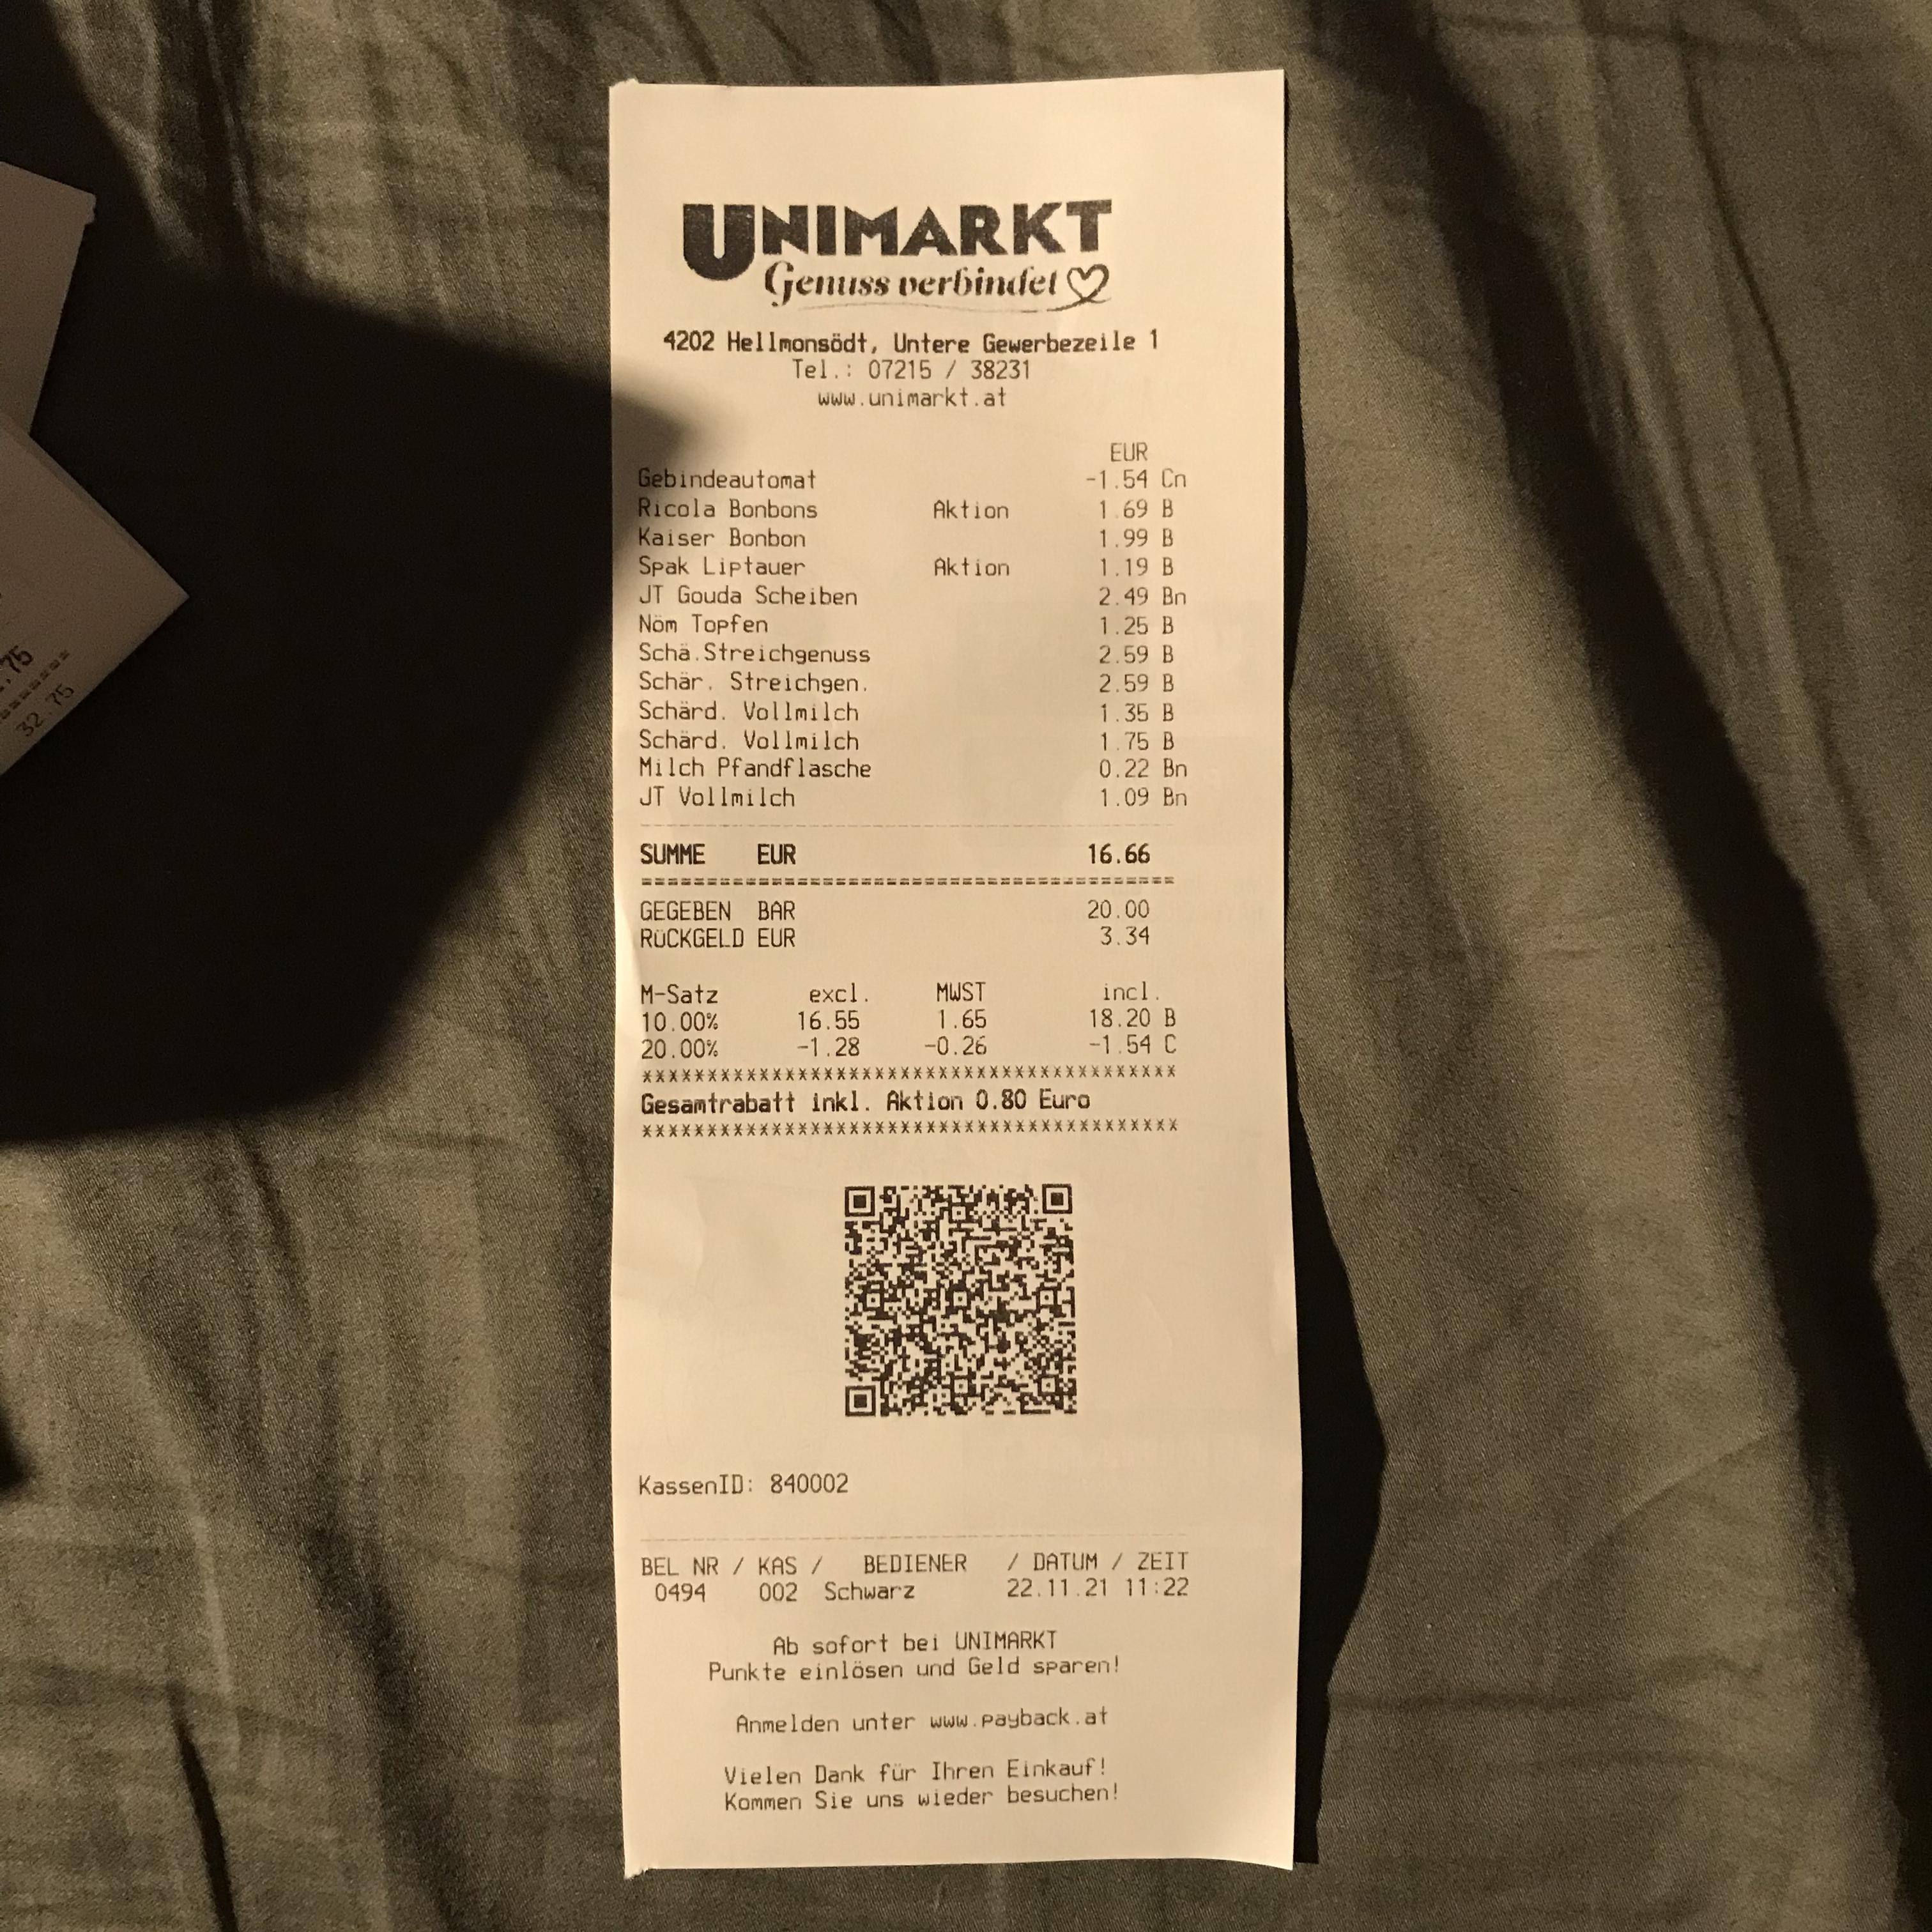 UNIMARKT
Genuss verbindet
4202 Hellmonsödt, Untere Gewerbezeile 1
Tel.: 07215 / 38231
www.unimarkt.at
EUR
Gebindeautomat -1.54 Cn
Ricola Bonbons Aktion 1.69 B
Kaiser Bonbon 1.99 B
Spak Liptauer Aktion 1.19 B
JT Gouda Scheiben 2.49 Bn
Nöm Topfen 1.25 B
Schä.Streichgenuss 2.59 B
Schär. Streichgen. 2.59 B
Schärd. Vollmilch 1.35 B
Schärd. Vollmilch 1.75 B
Milch Pfandflasche 0.22 Bn
JT Vollmilch 1.09 Bn
SUMME EUR 16.66
GEGEBEN BAR 20.00
RÜCKGELD EUR 3.34
M-Satz excl. MWST incl.
10.00% 16.55 1.65 18.20 B
20.00% -1.28 -0.26 -1.54 C
*****************************************
Gesamtrabatt inkl. Aktion 0.80 Euro
*****************************************
KassenID: 840002
BEL NR / KAS / BEDIENER / DATUM / ZEIT
0494 002 Schwarz 22.11.21 11:22
Ab sofort bei UNIMARKT
Punkte einlösen und Geld sparen!
Anmelden unter www.payback.at
Vielen Dank für Ihren Einkauf!
Kommen Sie uns wieder besuchen!
32.75